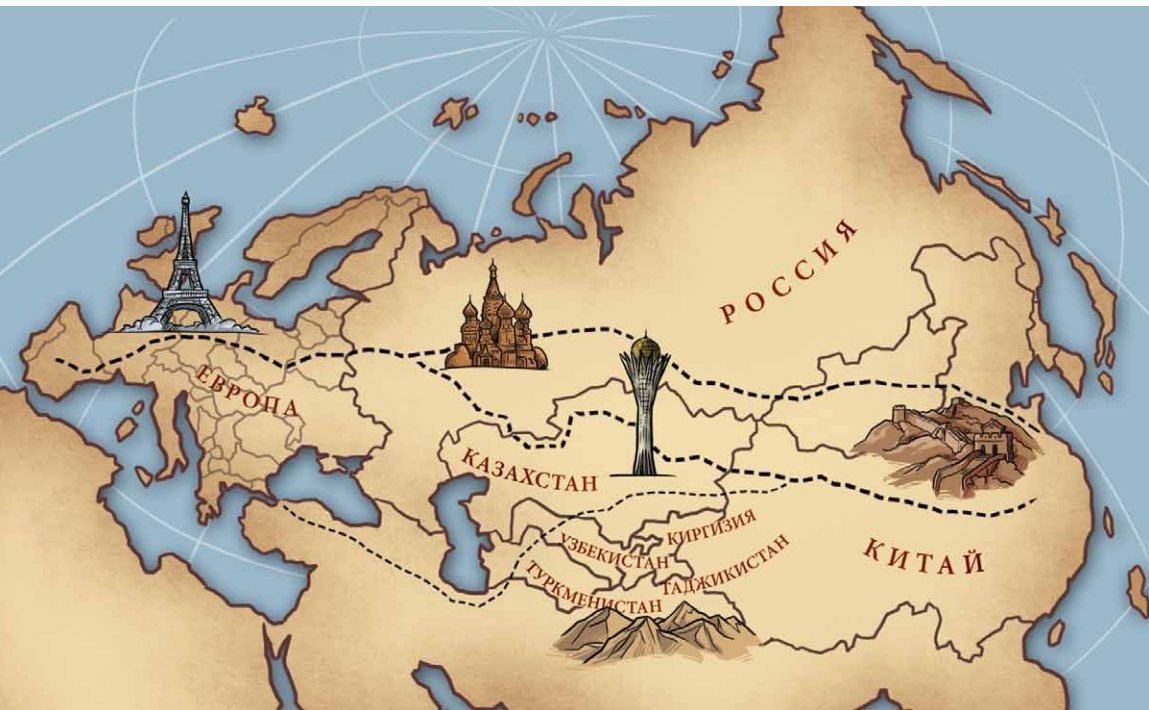 РОССИЯ
ЕВРОПА
КАЗАХСТАН
КИРГИЗИЯ
УЗБЕКИСТАН
ТАДЖИКИСТАН
ТУРКМЕНИСТАН
КИТАЙ